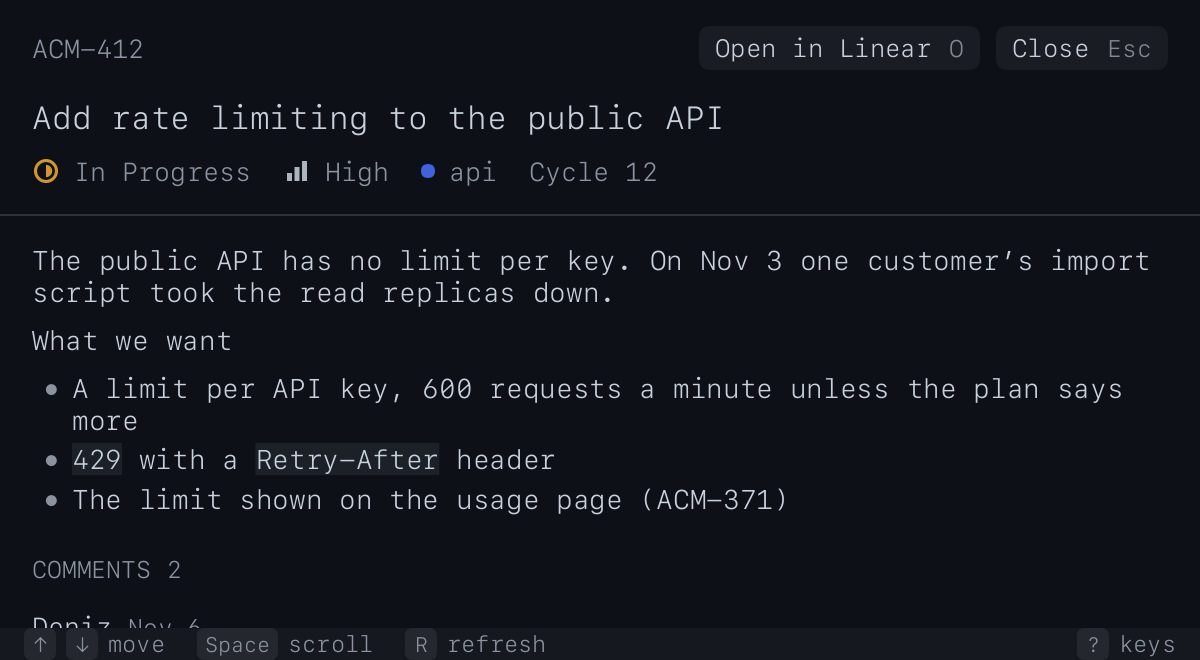 ACM–412
Open in Linear O
Close Esc
Add rate limiting to the public API
In Progress High api Cycle 12
The public API has no limit per key. On Nov 3 one customer’s import
script took the read replicas down.
What we want
• A limit per API key, 600 requests a minute unless the plan says
more
• 429 with a Retry–After header
• The limit shown on the usage page (ACM–371)
COMMENTS 2
Deniz Nov 6
↑ ↓ move Space scroll R refresh ? keys